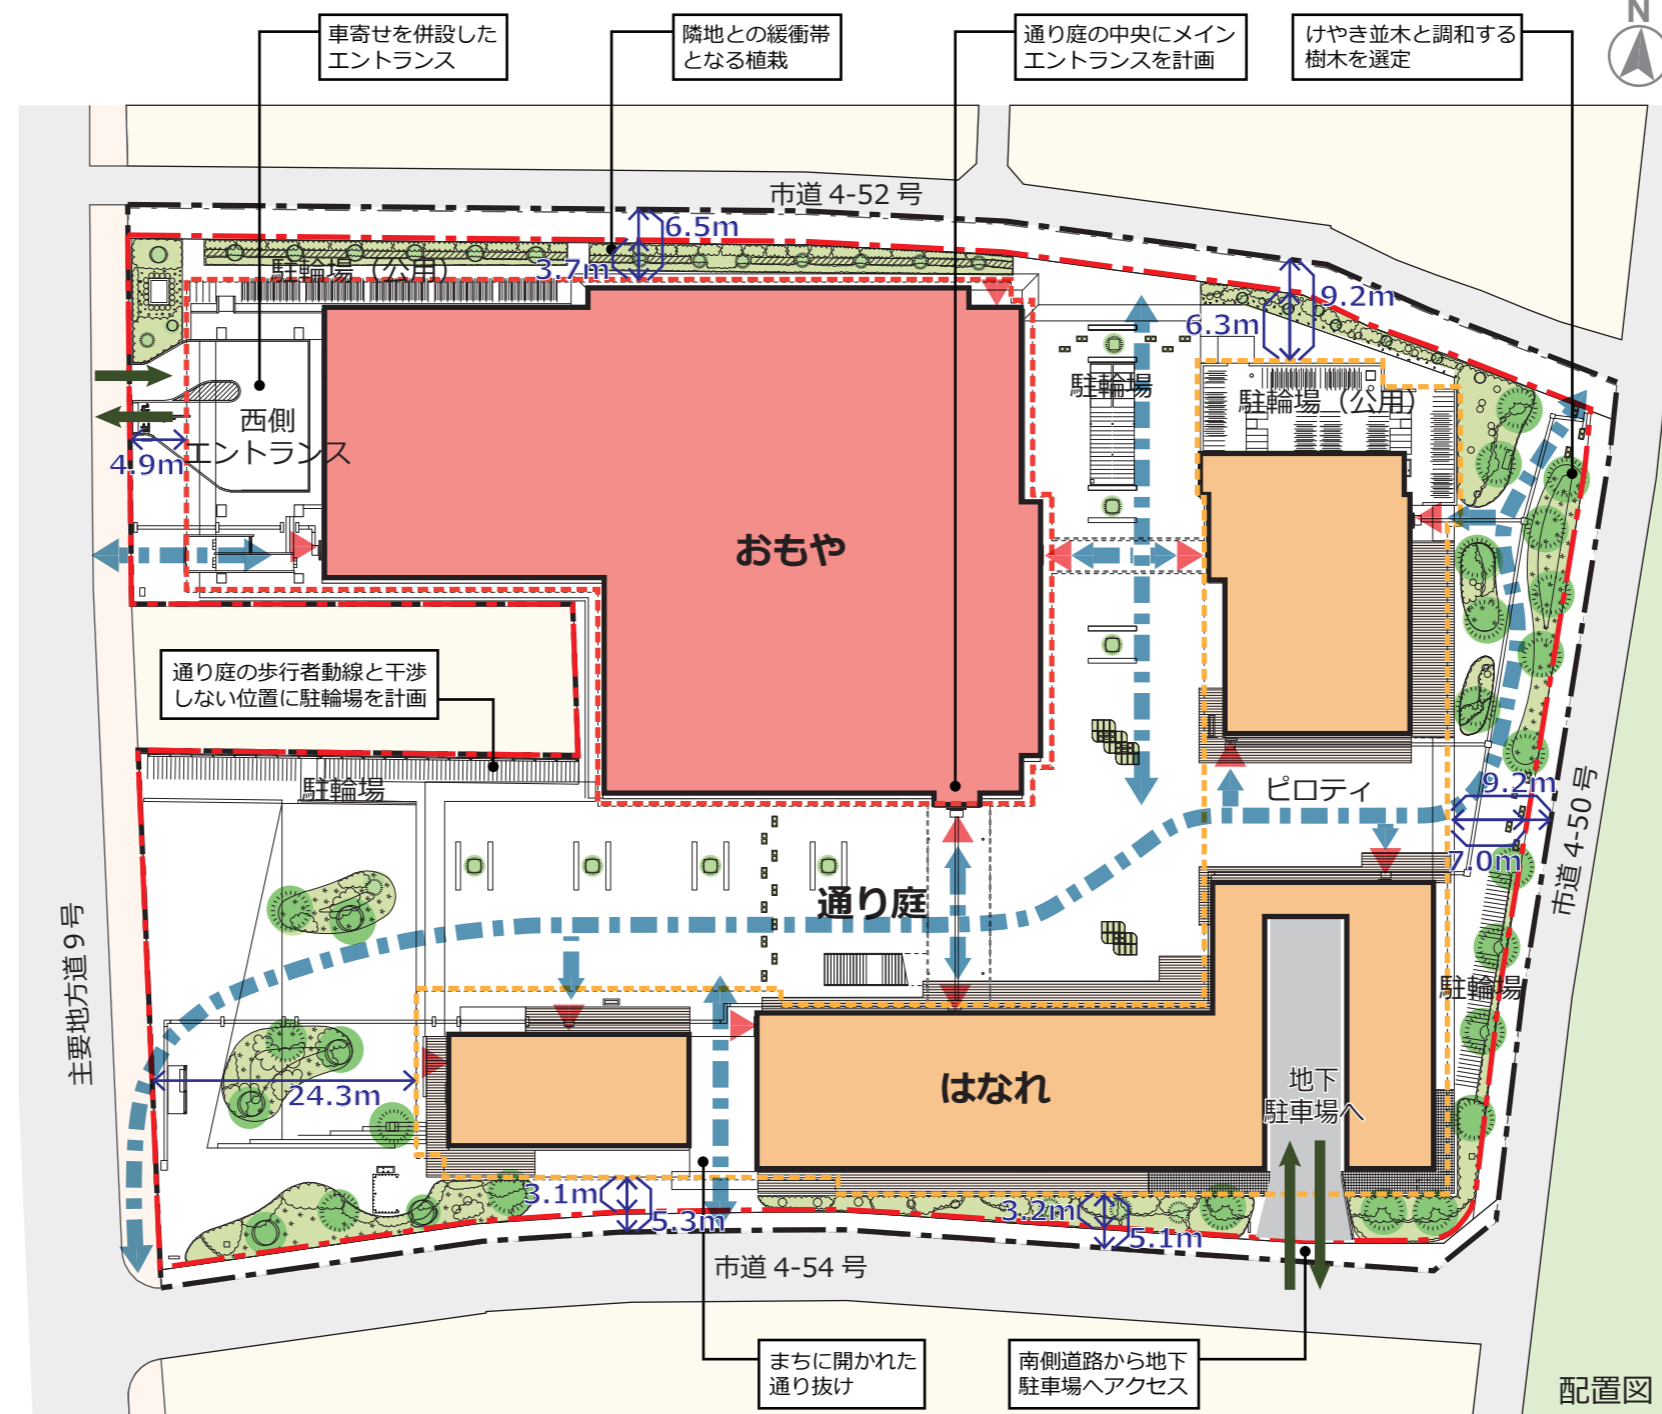 車寄せを併設した
エントランス
隣地との緩衝帯
となる植栽
通り庭の中央にメイン
エントランスを計画
けやき並木と調和する
樹木を選定
N
市道 4-52 号
6.5m
3.7m
駐輪場（公用）
9.2m
6.3m
駐輪場
駐輪場（公用）
西側
エントランス
4.9m
おもや
通り庭の歩行者動線と干渉
しない位置に駐輪場を計画
駐輪場
ピロティ
9.2m
7.0m
市道 4-50 号
通り庭
主要地方道 9 号
駐輪場
24.3m
はなれ
地下
駐車場へ
3.1m
5.3m
3.2m
5.1m
市道 4-54 号
まちに開かれた
通り抜け
南側道路から地下
駐車場へアクセス
配置図